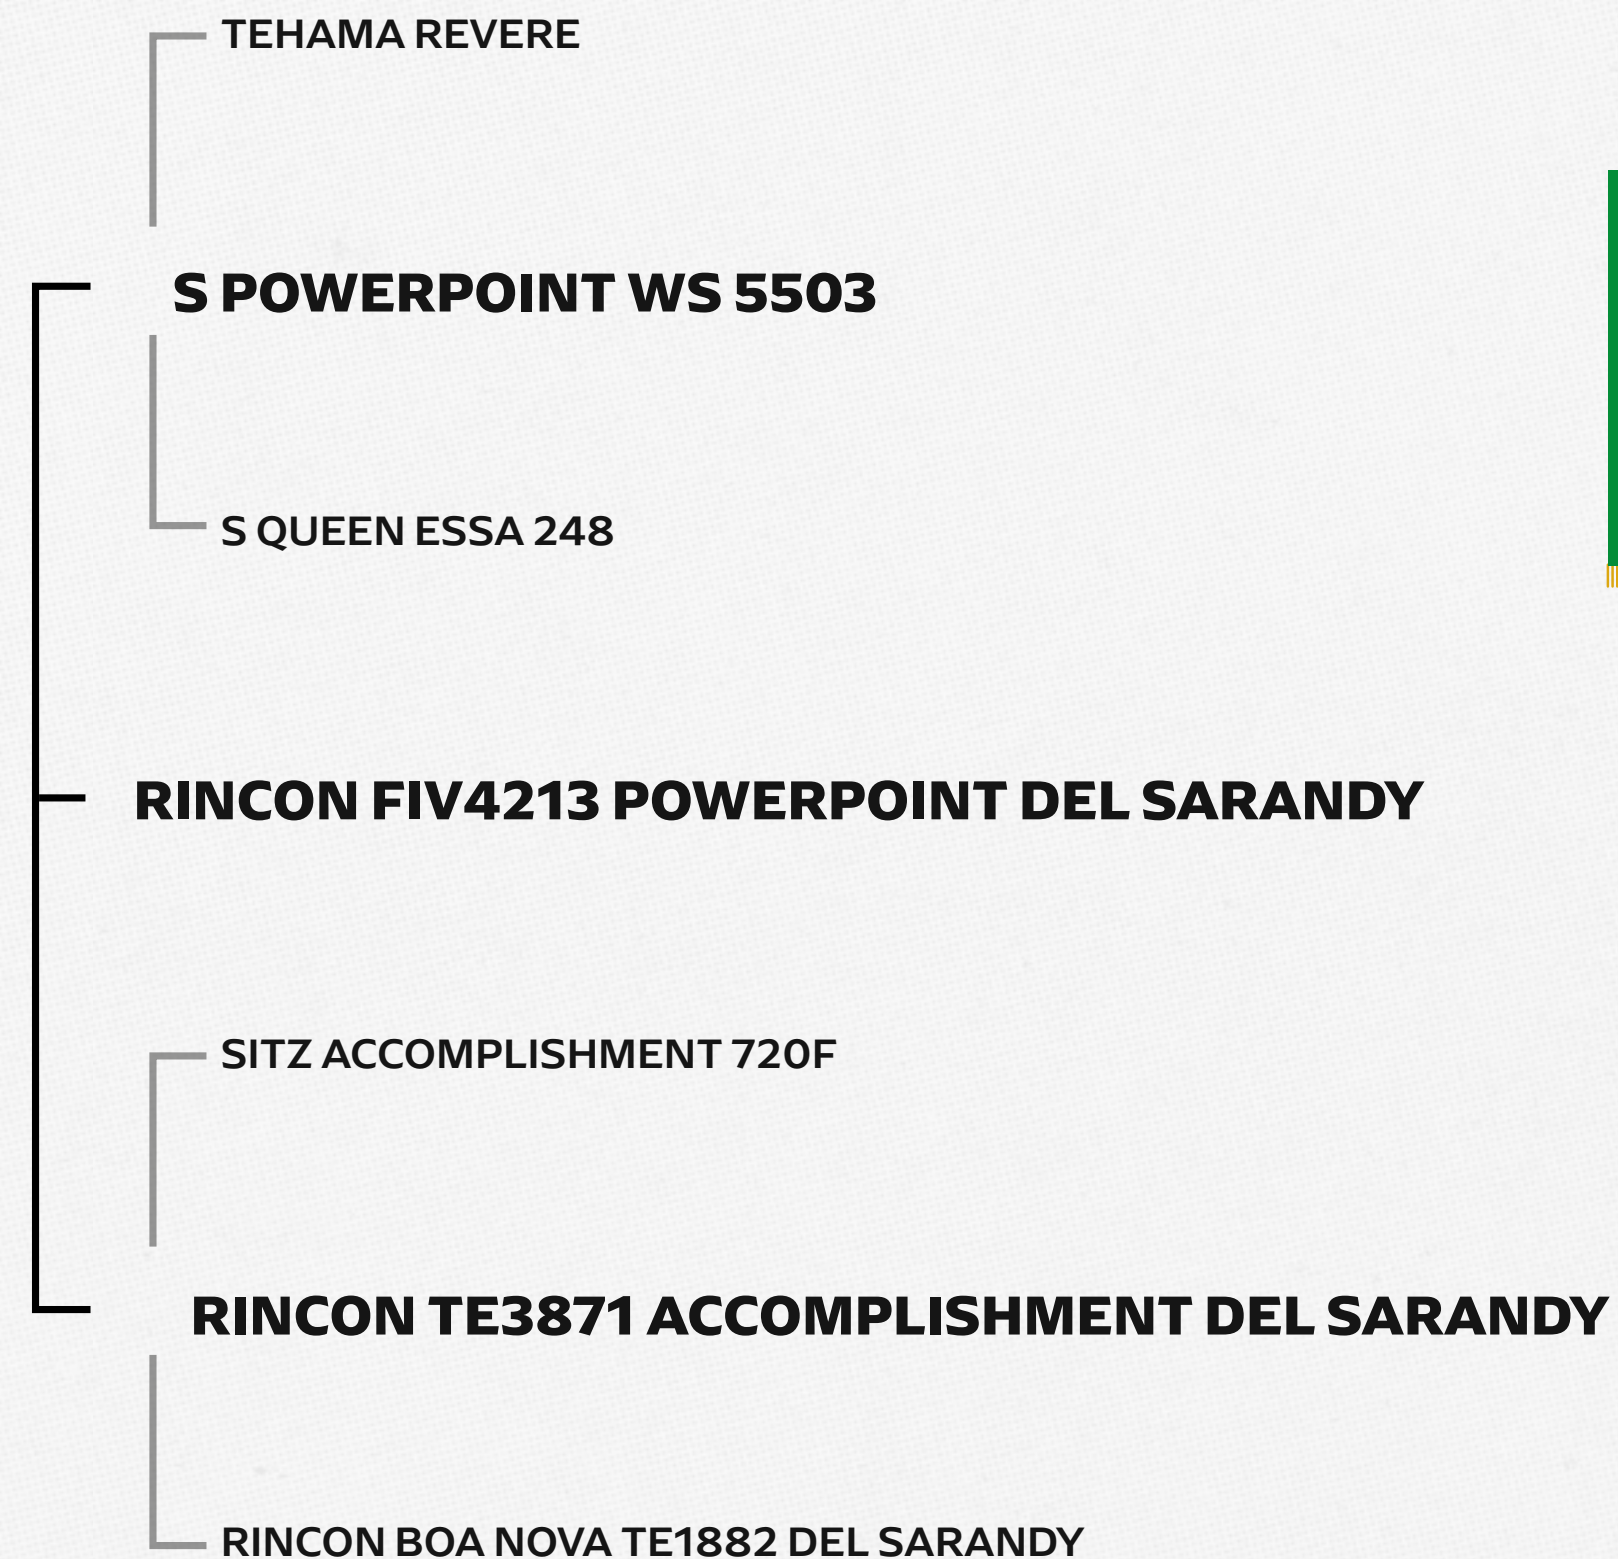 TEHAMA REVERE
S POWERPOINT WS 5503
S QUEEN ESSA 248
RINCON FIV4213 POWERPOINT DEL SARANDY
SITZ ACCOMPLISHMENT 720F
RINCON TE3871 ACCOMPLISHMENT DEL SARANDY
RINCON BOA NOVA TE1882 DEL SARANDY